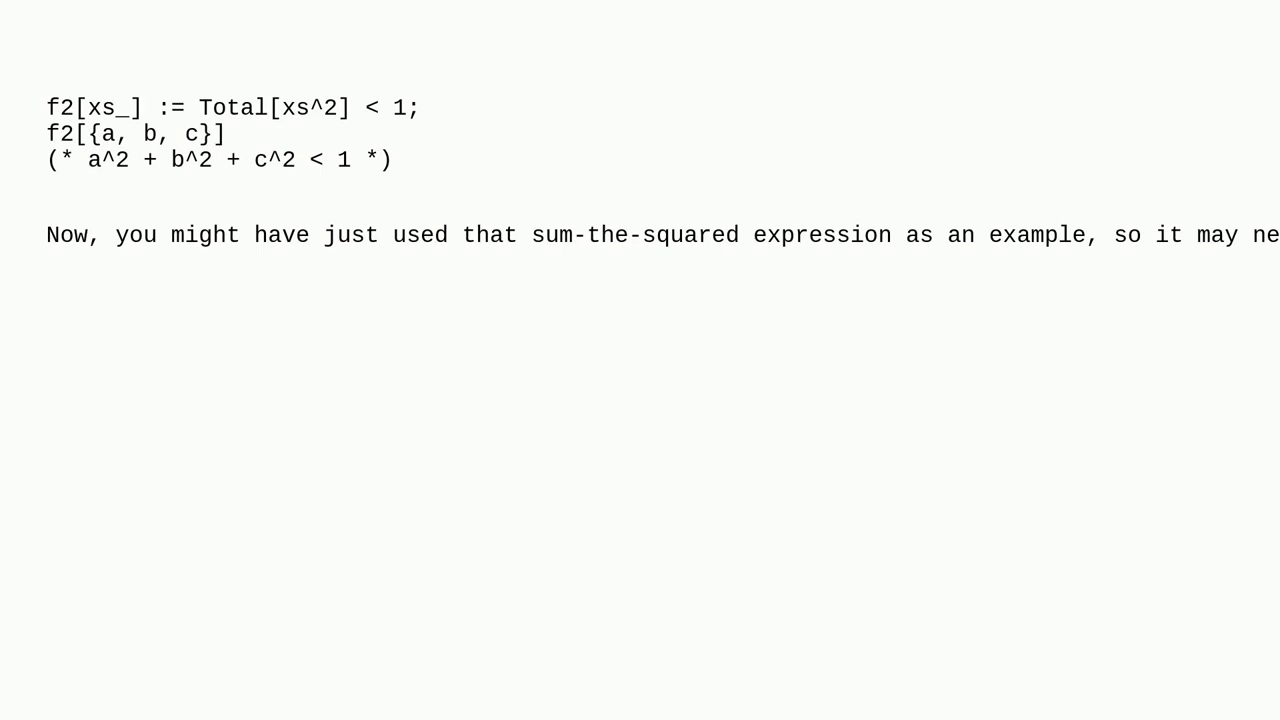 f2[xs_] := Total[xs^2] < 1;
f2[{a, b, c}]
(* a^2 + b^2 + c^2 < 1 *)
Now, you might have just used that sum-the-squared expression as an example, so it may ne